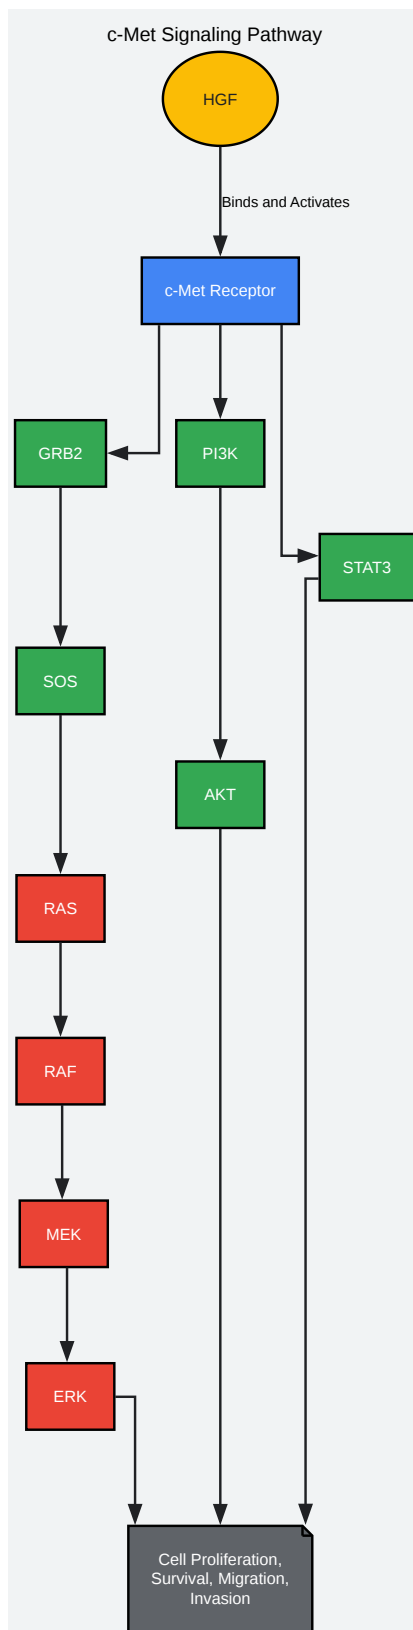 c-Met Signaling Pathway
HGF
Binds and Activates
c-Met Receptor
GRB2
PI3K
STAT3
SOS
AKT
RAS
RAF
MEK
ERK
Cell Proliferation,
Survival, Migration,
Invasion